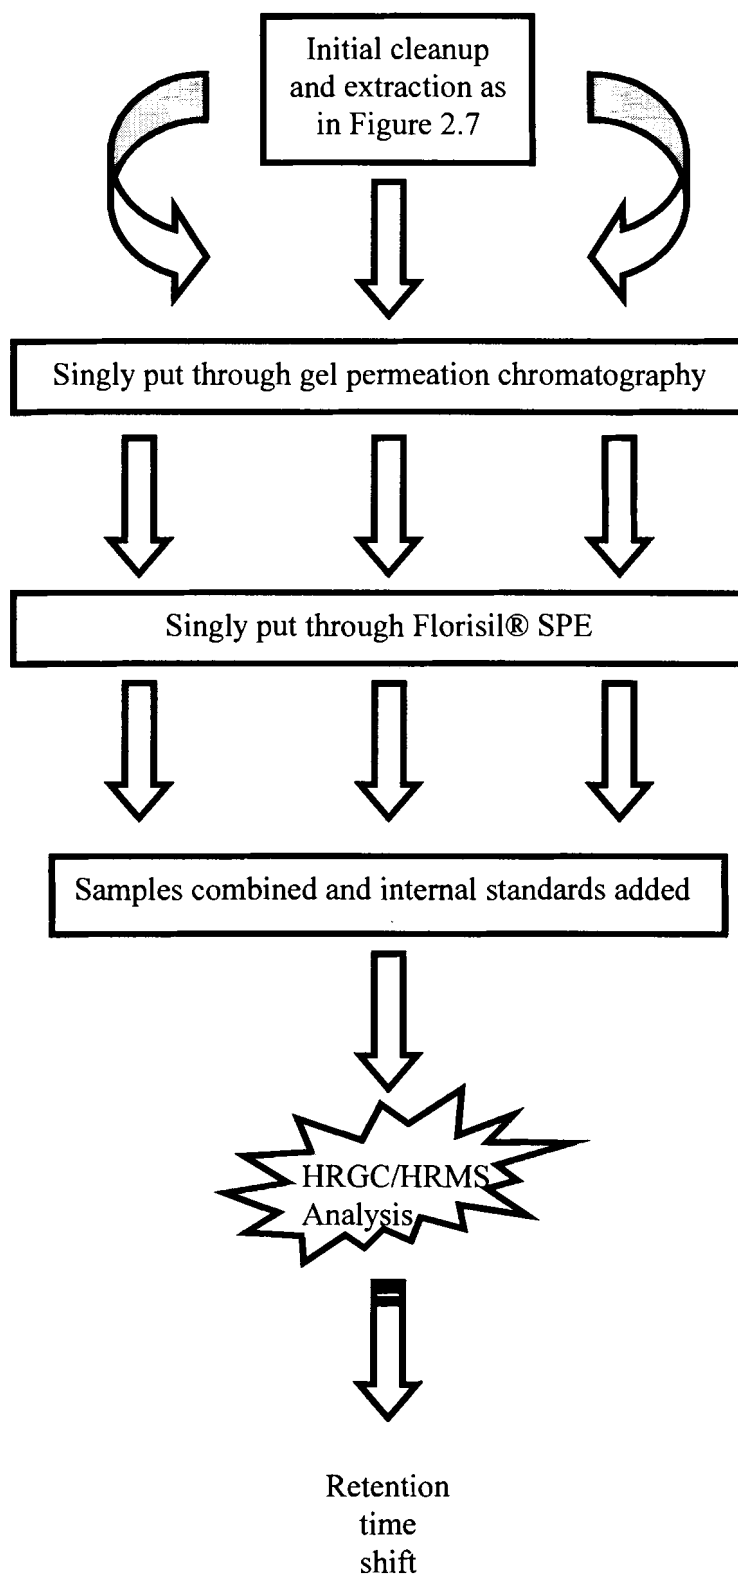 Initial cleanup
and extraction as
in Figure 2.7
Singly put through gel permeation chromatography
Singly put through Florisil® SPE
Samples combined and internal standards added
HRGC/HRMS
Analysis
Retention
time
shift